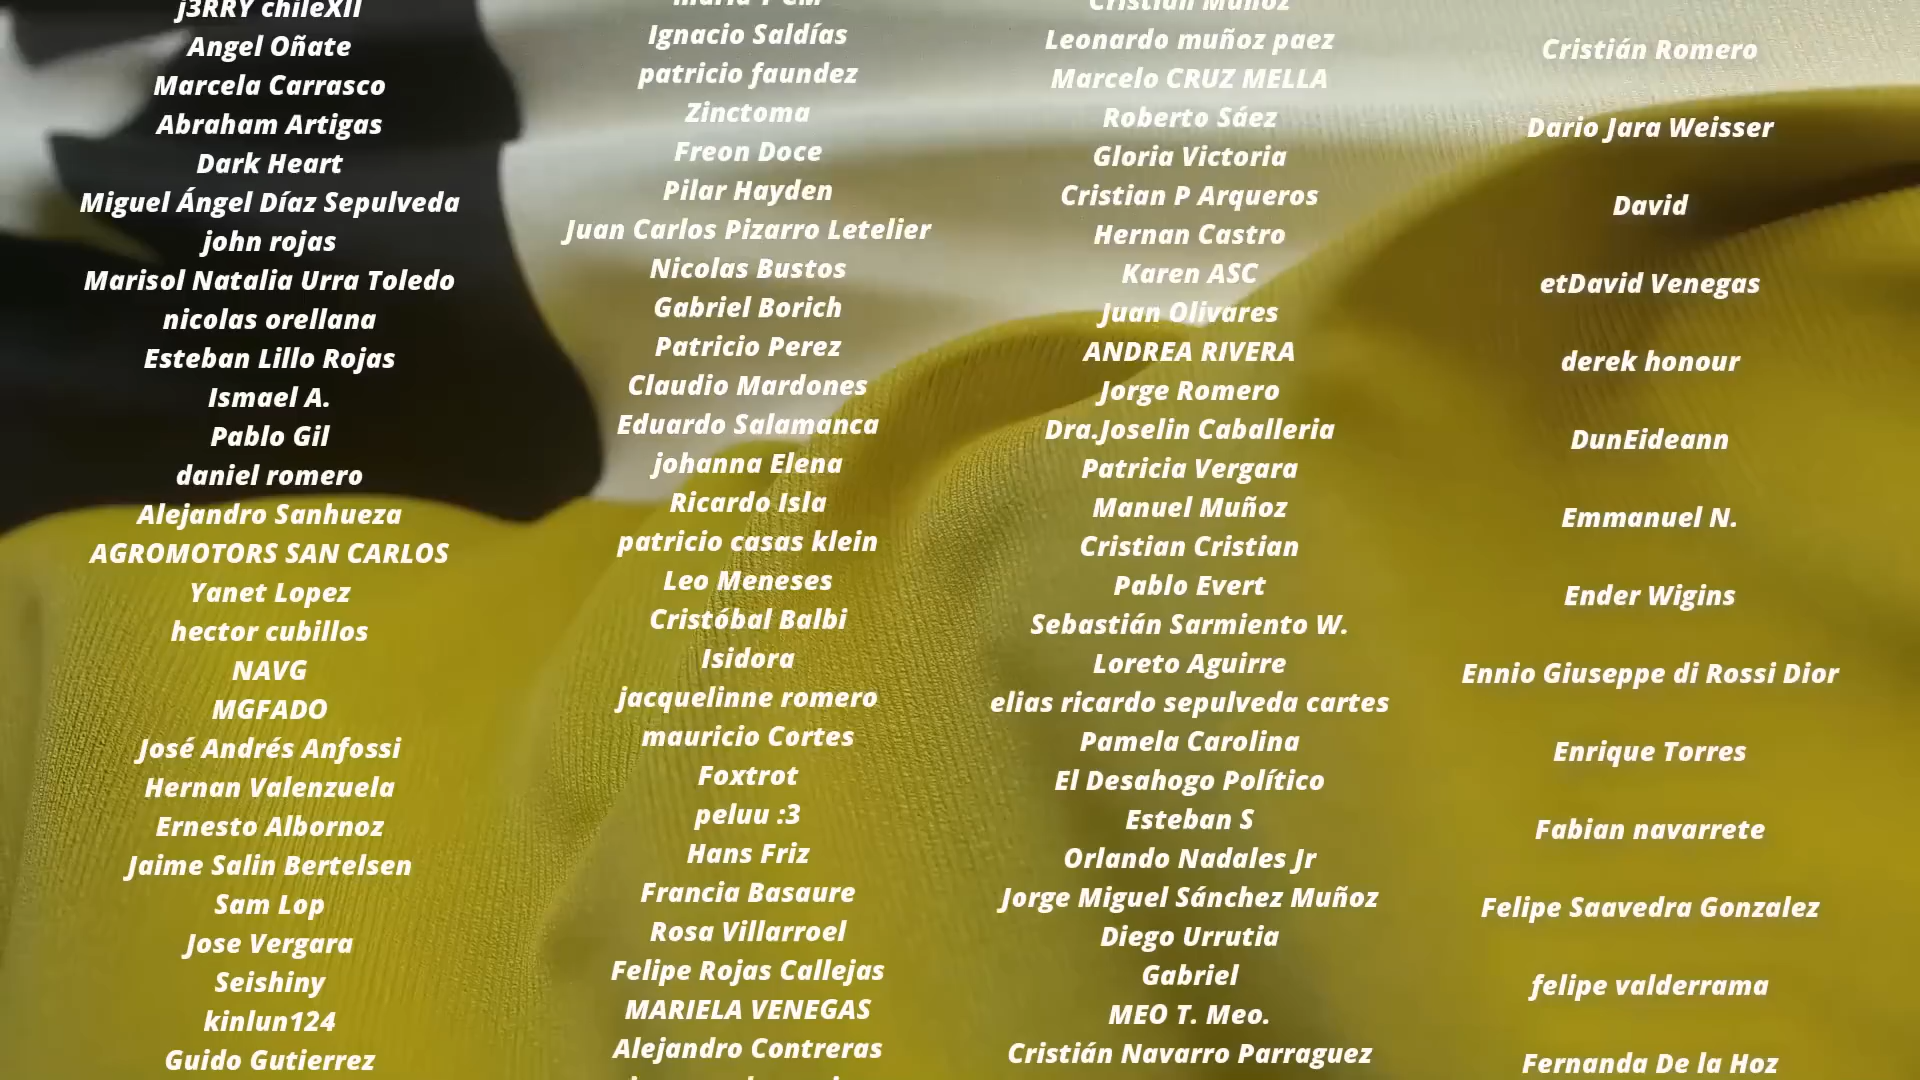 j3RRY chileXII
Angel Oñate
Marcela Carrasco
Abraham Artigas
Dark Heart
Miguel Ángel Díaz Sepulveda
john rojas
Marisol Natalia Urra Toledo
nicolas orellana
Esteban Lillo Rojas
Ismael A.
Pablo Gil
daniel romero
Alejandro Sanhueza
AGROMOTORS SAN CARLOS
Yanet Lopez
hector cubillos
NAVG
MGFADO
José Andrés Anfossi
Hernan Valenzuela
Ernesto Albornoz
Jaime Salin Bertelsen
Sam Lop
Jose Vergara
Seishiny
kinlun124
Guido Gutierrez
Ignacio Saldías
patricio faundez
Zinctoma
Freon Doce
Pilar Hayden
Juan Carlos Pizarro Letelier
Nicolas Bustos
Gabriel Borich
Patricio Perez
Claudio Mardones
Eduardo Salamanca
johanna Elena
Ricardo Isla
patricio casas klein
Leo Meneses
Cristóbal Balbi
Isidora
jacquelinne romero
mauricio Cortes
Foxtrot
peluu :3
Hans Friz
Francia Basaure
Rosa Villarroel
Felipe Rojas Callejas
MARIELA VENEGAS
Alejandro Contreras
Cristian Muñoz
Leonardo muñoz paez
Marcelo CRUZ MELLA
Roberto Sáez
Gloria Victoria
Cristian P Arqueros
Hernan Castro
Karen ASC
Juan Olivares
ANDREA RIVERA
Jorge Romero
Dra.Joselin Caballeria
Patricia Vergara
Manuel Muñoz
Cristian Cristian
Pablo Evert
Sebastián Sarmiento W.
Loreto Aguirre
elias ricardo sepulveda cartes
Pamela Carolina
El Desahogo Político
Esteban S
Orlando Nadales Jr
Jorge Miguel Sánchez Muñoz
Diego Urrutia
Gabriel
MEO T. Meo.
Cristián Navarro Parraguez
Cristián Romero
Dario Jara Weisser
David
etDavid Venegas
derek honour
DunEideann
Emmanuel N.
Ender Wigins
Ennio Giuseppe di Rossi Dior
Enrique Torres
Fabian navarrete
Felipe Saavedra Gonzalez
felipe valderrama
Fernanda De la Hoz